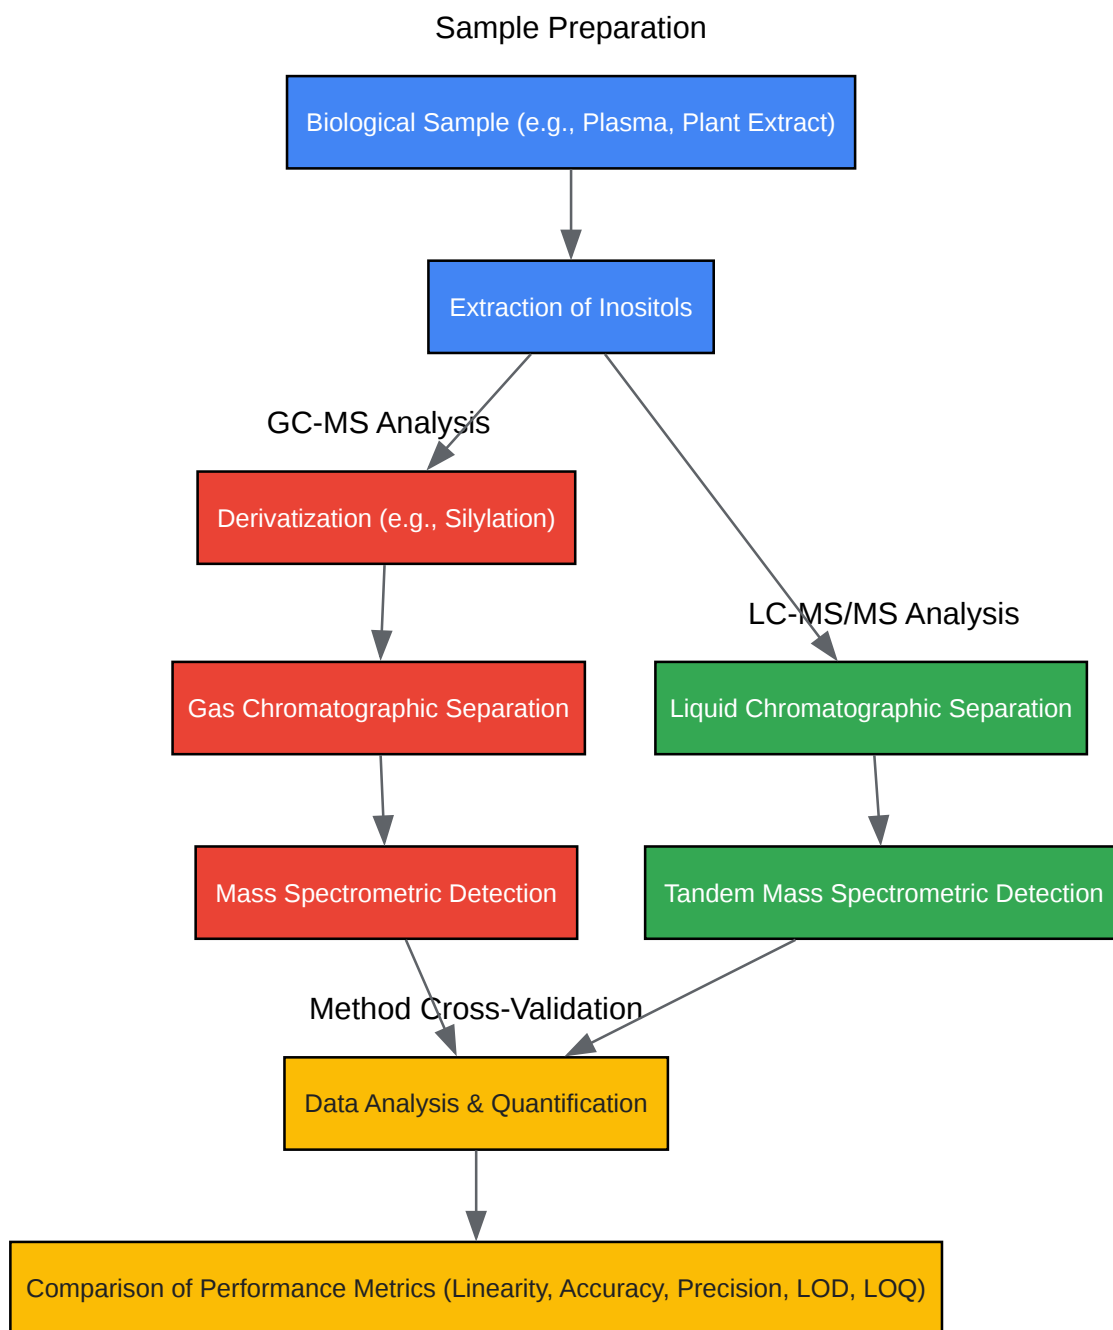 Sample Preparation
Biological Sample (e.g., Plasma, Plant Extract)
Extraction of Inositols
GC-MS Analysis
Derivatization (e.g., Silylation)
LC-MS/MS Analysis
Gas Chromatographic Separation
Liquid Chromatographic Separation
Mass Spectrometric Detection
Tandem Mass Spectrometric Detection
Method Cross-Validation
Data Analysis & Quantification
Comparison of Performance Metrics (Linearity, Accuracy, Precision, LOD, LOQ)